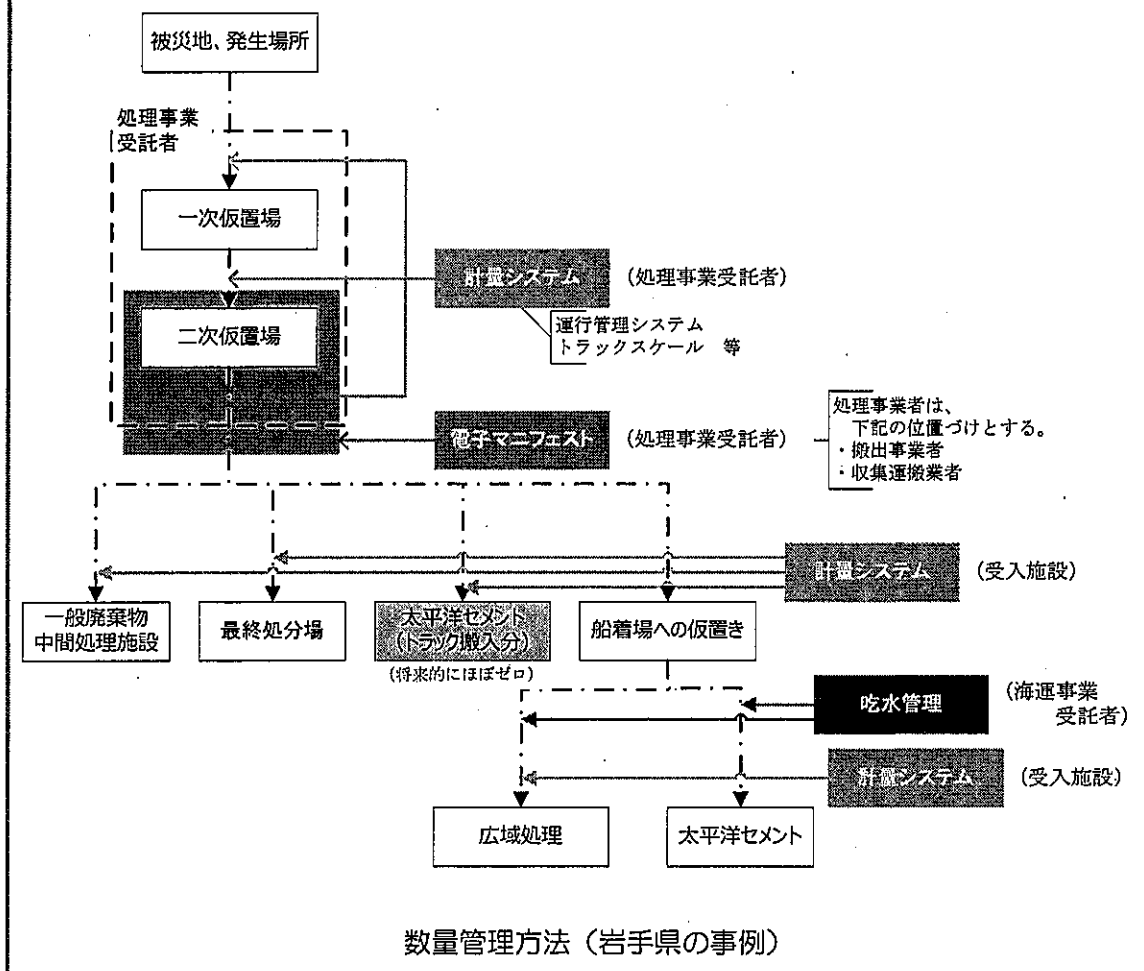 被災地、発生場所
処理事業
受託者
一次仮置場
計量システム
(処理事業受託者)
運行管理システム
トラックスケール 等
二次仮置場
電子マニフェスト
(処理事業受託者)
処理事業者は、
下記の位置づけとする。
・搬出事業者
・収集運搬業者
計量システム
(受入施設)
一般廃棄物
中間処理施設
最終処分場
太平洋セメント
(トラック搬入分)
(将来的にほぼゼロ)
船着場への仮置き
吃水管理
(海運事業
受託者)
計量システム
(受入施設)
広域処理
太平洋セメント
数量管理方法(岩手県の事例)